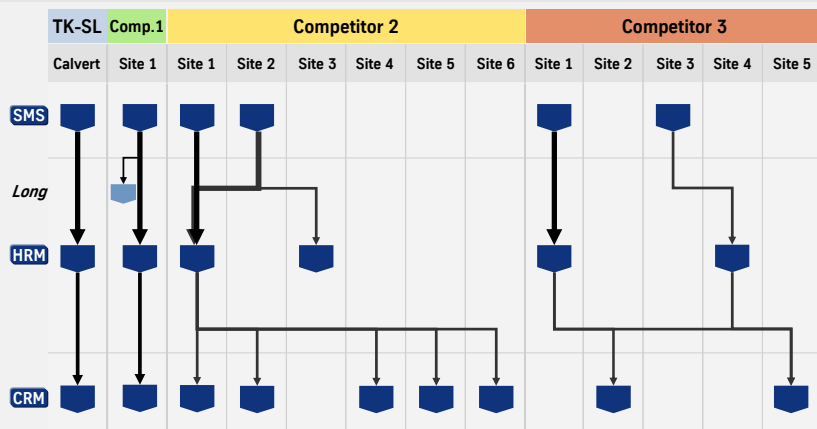 TK-SL Comp.1 Competitor 2 Competitor 3
Calvert Site 1 Site 1 Site 2 Site 3 Site 4 Site 5 Site 6 Site 1 Site 2 Site 3 Site 4 Site 5
SMS
Long
HRM
CRM